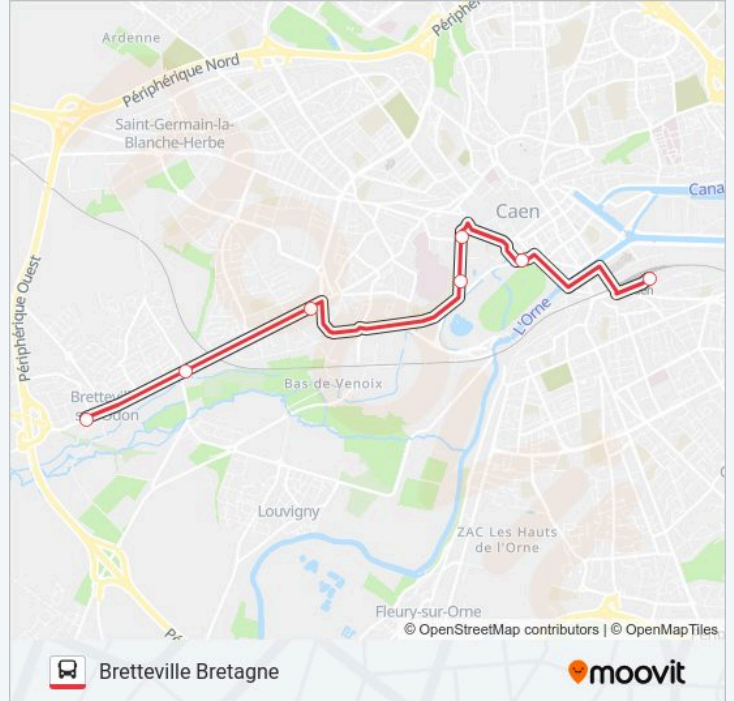 Ardenne
Périphérique
Périphérique Nord
Saint-Germain-la-
Blanche-Herbe
Cana
Caen
Périphérique Ouest
L'Orne
Bas de Venoix
Louvigny
ZAC Les Hauts
de l'Orne
Fleury-sur-Orne
© OpenStreetMap contributors | © OpenMapTiles
Bretteville Bretagne
moovit